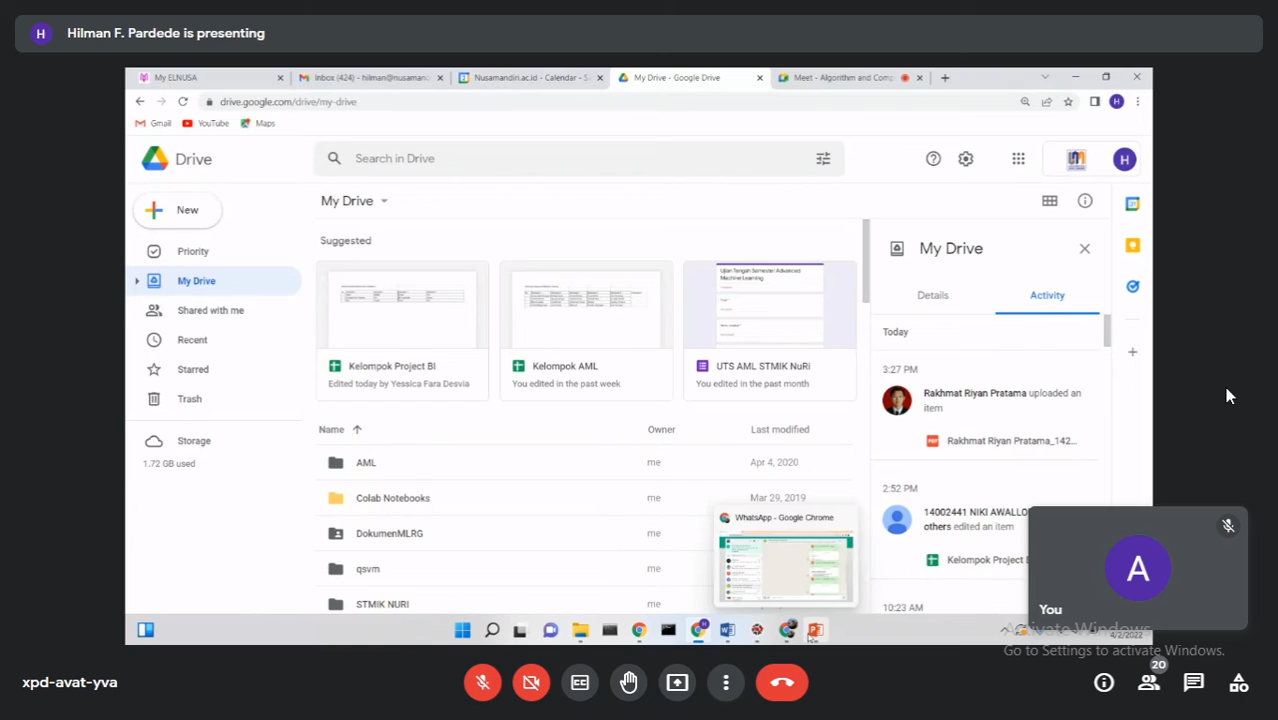 H Hilman F. Pardede is presenting
My ELNUSA
Inbox (424) - hilman@nusamand
Nusamandiri.ac.id - Calendar - S
My Drive - Google Drive
Meet - Algorithm and Comp
drive.google.com/drive/my-drive
H
Gmail YouTube Maps
Drive
Search in Drive
H
New
Priority
My Drive
Shared with me
Recent
Starred
Trash
Storage
1.72 GB used
My Drive
Suggested
Ujian Tengah Semester Advanced
Machine Learning
Kelompok Project BI
Edited today by Yessica Fara Desvia
Kelompok AML
You edited in the past week
UTS AML STMIK NuRi
You edited in the past month
Name Owner Last modified
AML me Apr 4, 2020
Colab Notebooks me Mar 29, 2019
DokumenMLRG me
qsvm me
STMIK NURI me
WhatsApp - Google Chrome
My Drive
Details Activity
Today
3:27 PM
Rakhmat Riyan Pratama uploaded an
item
PDF Rakhmat Riyan Pratama_142...
2:52 PM
14002441 NIKI AWALLO
others edited an item
Kelompok Project
10:23 AM
A
You
4/2/2022
Activate Windows
Go to Settings to activate Windows.
xpd-avat-yva
20